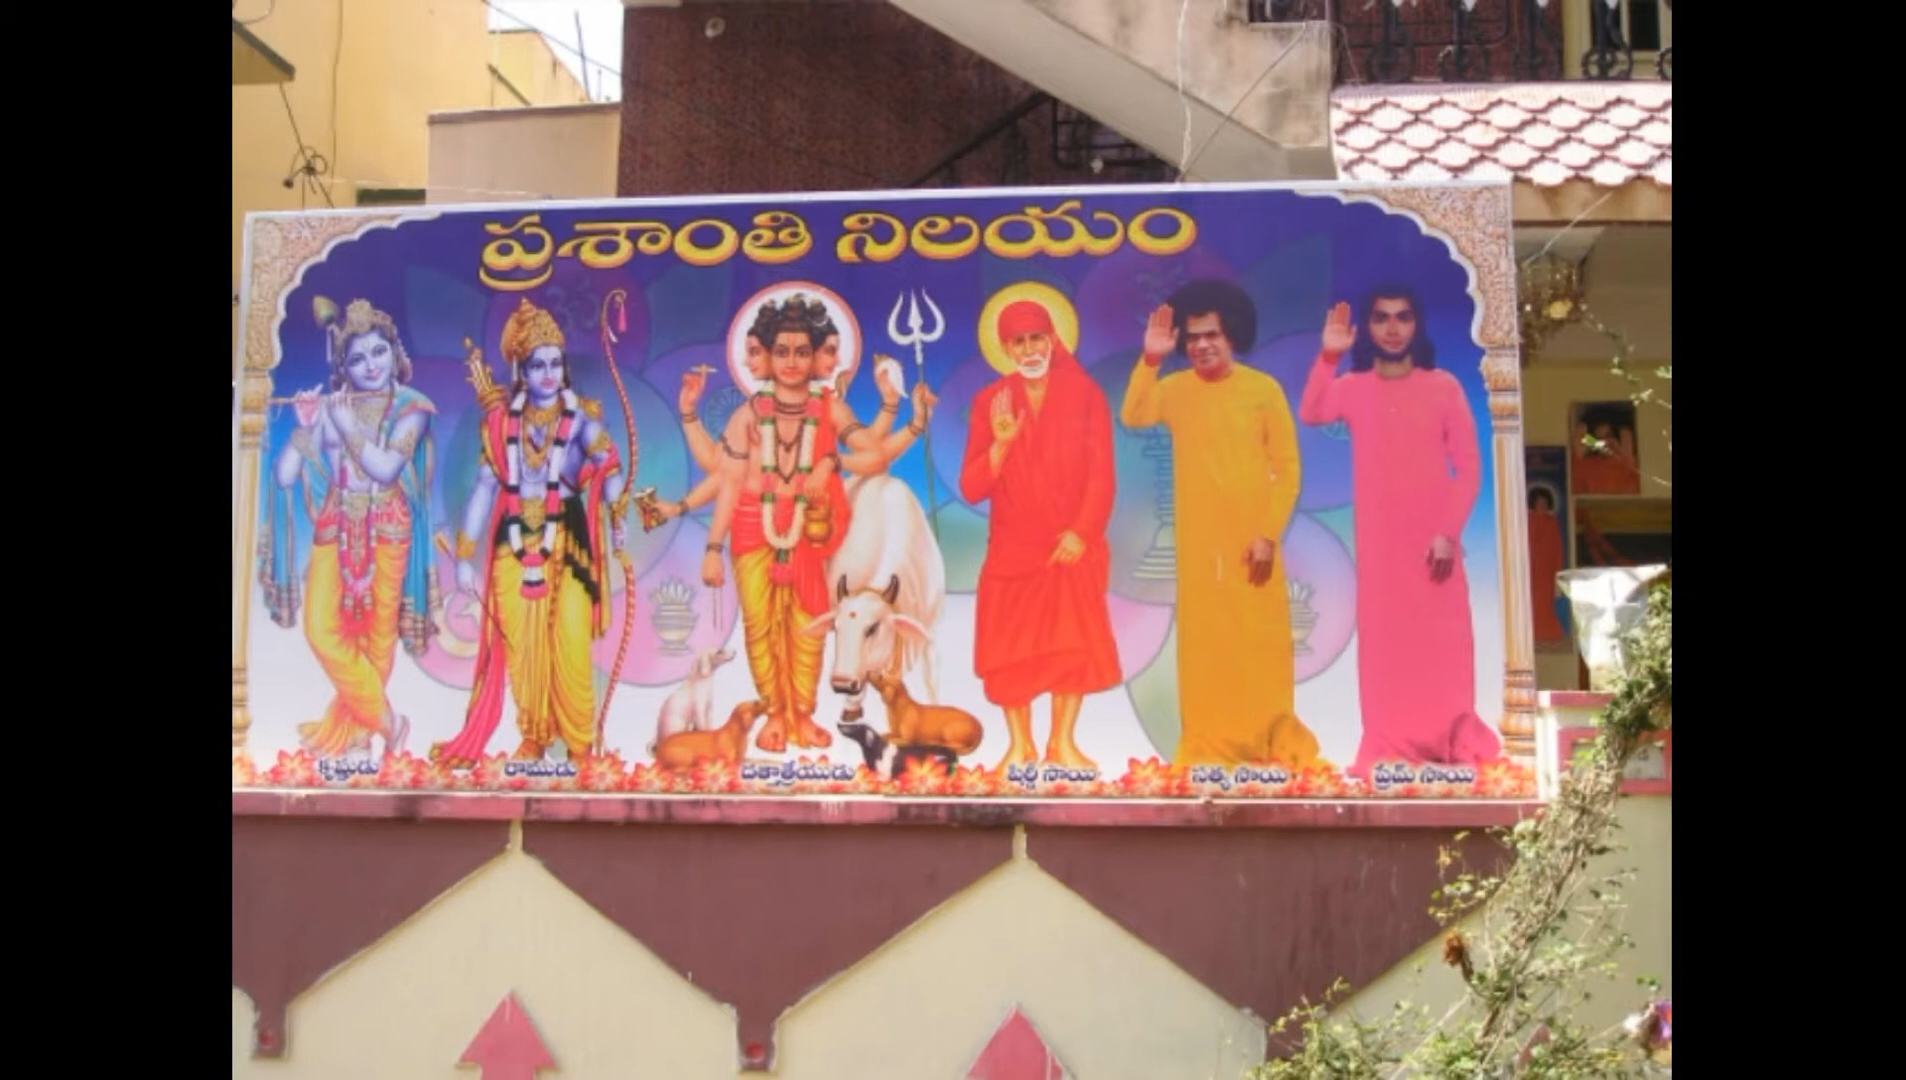 ప్రశాంతి నిలయం
కృష్ణుడు రాముడు దత్తాత్రేయుడు షిర్డీ సాయి సత్య సాయి ప్రేమ్ సాయి